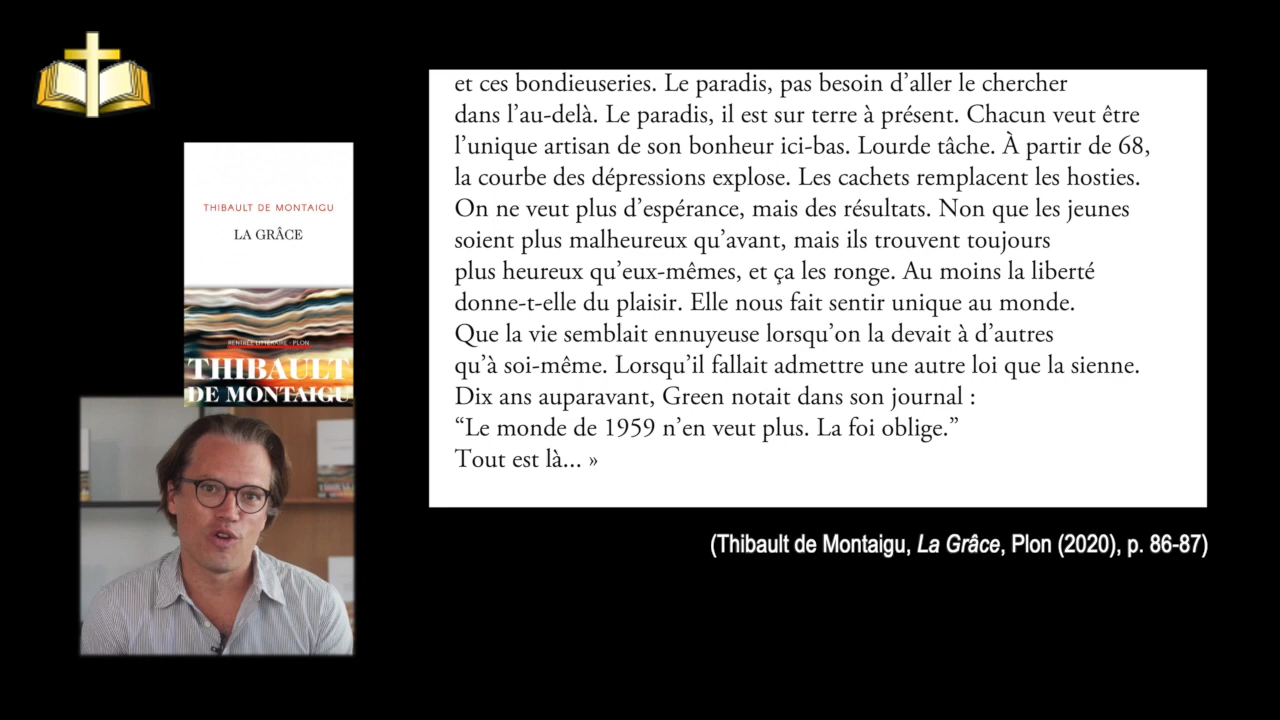 THIBAULT DE MONTAIGU
LA GRÂCE
RENTRÉE LITTÉRAIRE - PLON
THIBAULT
DE MONTAIGU
et ces bondieuseries. Le paradis, pas besoin d’aller le chercher
dans l’au-delà. Le paradis, il est sur terre à présent. Chacun veut être
l’unique artisan de son bonheur ici-bas. Lourde tâche. À partir de 68,
la courbe des dépressions explose. Les cachets remplacent les hosties.
On ne veut plus d’espérance, mais des résultats. Non que les jeunes
soient plus malheureux qu’avant, mais ils trouvent toujours
plus heureux qu’eux-mêmes, et ça les ronge. Au moins la liberté
donne-t-elle du plaisir. Elle nous fait sentir unique au monde.
Que la vie semblait ennuyeuse lorsqu’on la devait à d’autres
qu’à soi-même. Lorsqu’il fallait admettre une autre loi que la sienne.
Dix ans auparavant, Green notait dans son journal :
“Le monde de 1959 n’en veut plus. La foi oblige.”
Tout est là... »
(Thibault de Montaigu, La Grâce, Plon (2020), p. 86-87)